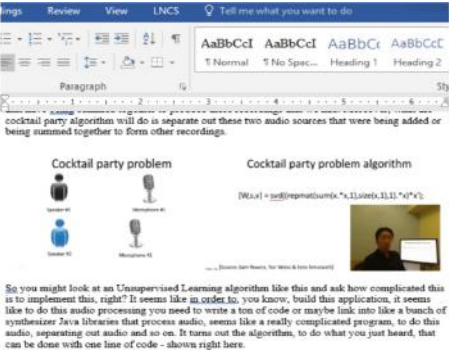 lings Review View LNCS Tell me what you want to do
AaBbCcI AaBbCcI AaBbCc AaBbCcE
¶ Normal ¶ No Spac... Heading 1 Heading 2
Paragraph
cocktail party algorithm will do is separate out these two audio sources that were being added or
being summed together to form other recordings.
Cocktail party problem
Cocktail party problem algorithm
[W,s,v] = svd((repmat(sum(x.*x,1),size(x,1),1).*x)*x');
Speaker #1
Microphone #1
Speaker #2
Microphone #2
So you might look at an Unsupervised Learning algorithm like this and ask how complicated this
is to implement this, right? It seems like in order to, you know, build this application, it seems
like to do this audio processing you need to write a ton of code or maybe link into like a bunch of
synthesizer Java libraries that process audio, seems like a really complicated program, to do this
audio, separating out audio and so on. It turns out the algorithm, to do what you just heard, that
can be done with one line of code - shown right here.